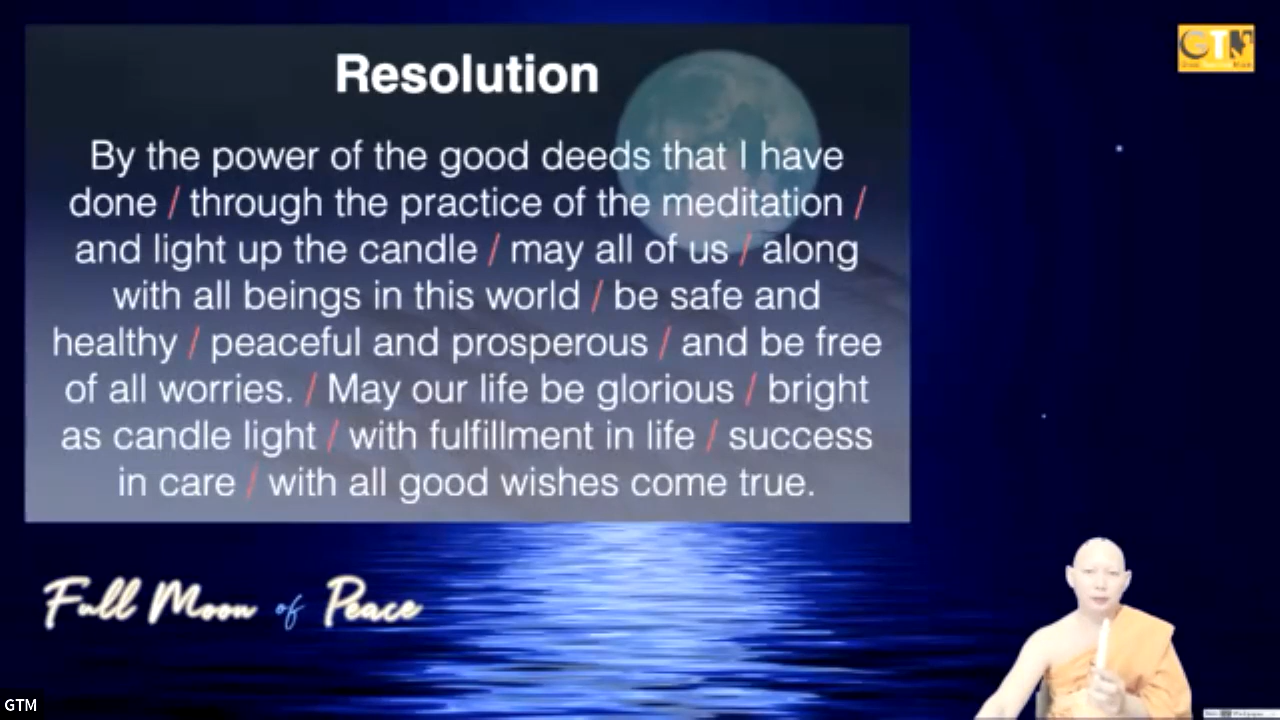 Resolution
By the power of the good deeds that I have
done / through the practice of the meditation /
and light up the candle / may all of us / along
with all beings in this world / be safe and
healthy / peaceful and prosperous / and be free
of all worries. / May our life be glorious / bright
as candle light / with fulfillment in life / success
in care / with all good wishes come true.
Full Moon of Peace
GTM
GTM